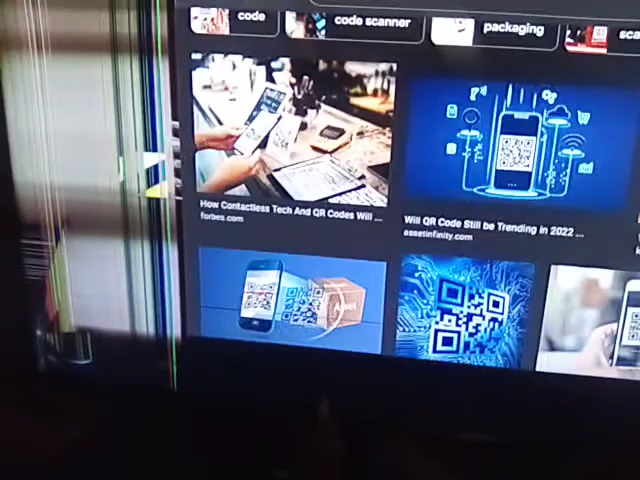 code
code scanner
packaging
How Contactless Tech And QR Codes Will ...
forbes.com
Will QR Code Still be Trending in 2022 ...
assetinfinity.com
Asset